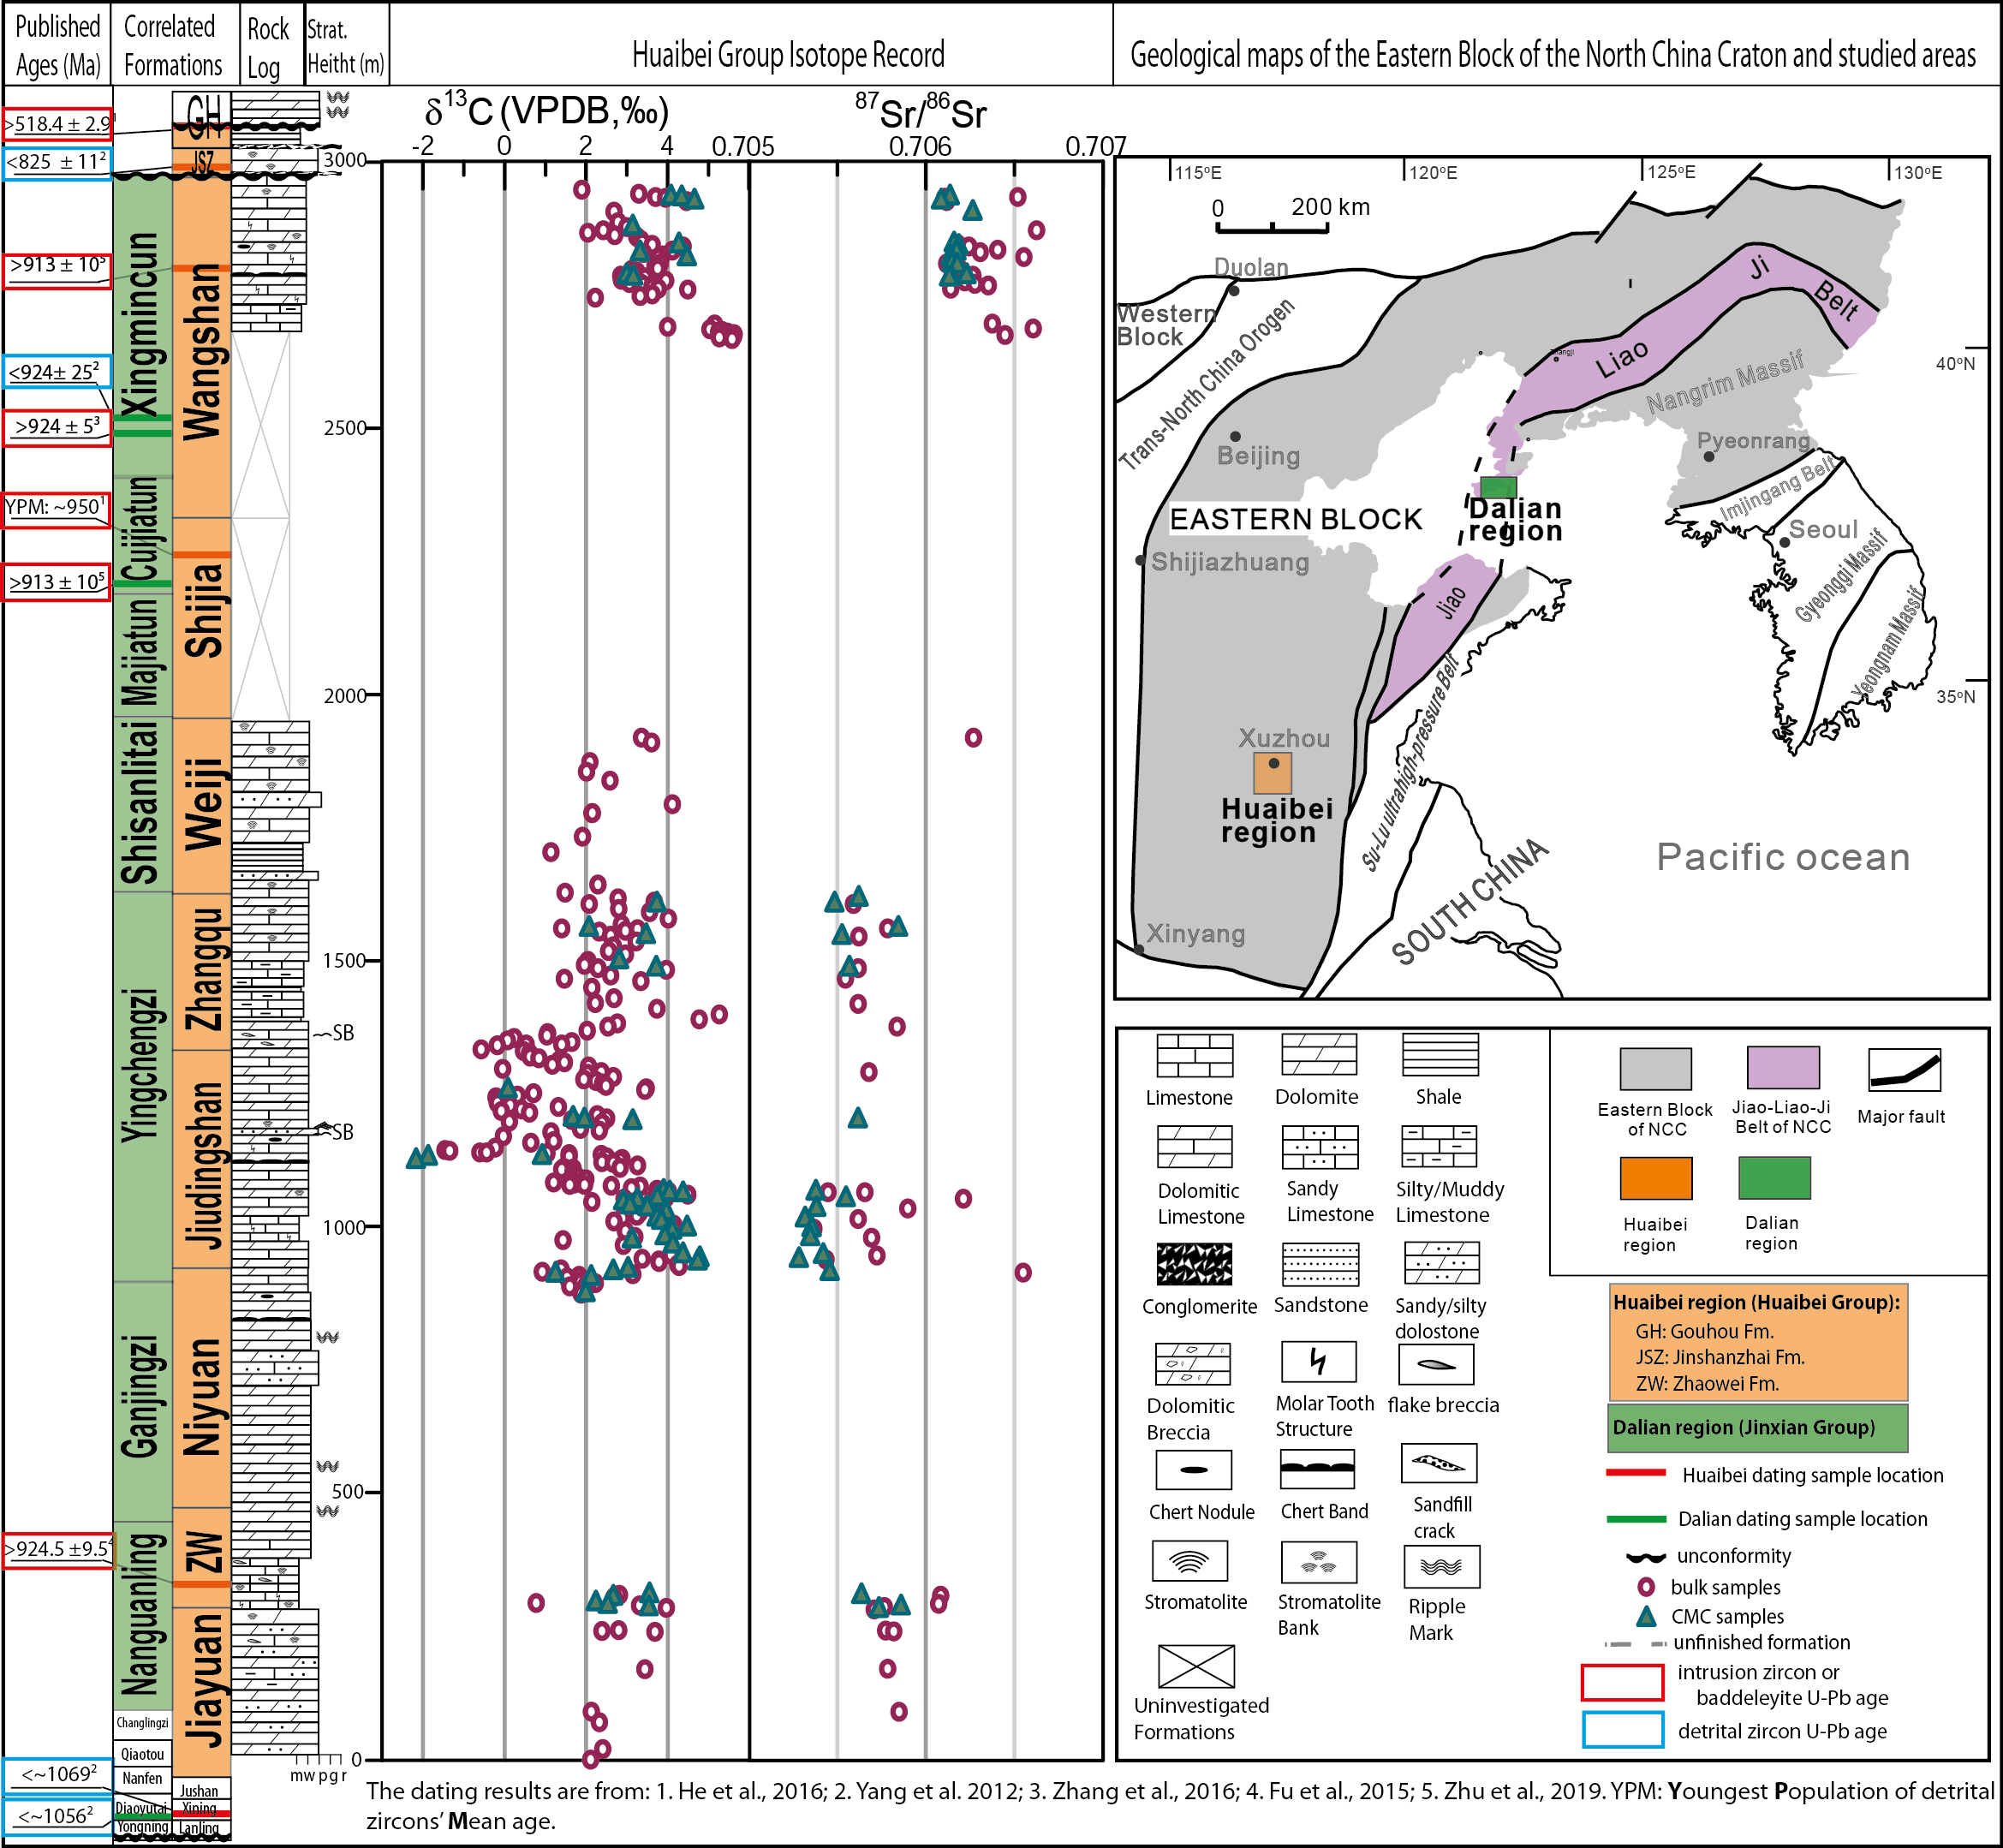 Published
Ages (Ma)
Correlated
Formations
Rock
Log
Strat.
Heitht (m)
Huaibei Group Isotope Record
Geological maps of the Eastern Block of the North China Craton and studied areas
δ13C (VPDB,‰)
87Sr/86Sr
-2
0
2
4
0.705
0.706
0.707
3000
2500
2000
1500
1000
500
0
m w p g r
SB
SB
>518.4 ± 2.91
<825 ± 112
>913 ± 105
<924± 252
>924 ± 53
YPM: ~9501
>913 ± 105
>924.5 ±9.54
<~10692
<~10562
Xingmincun
Cuijiatun
Majiatun
Shisanlitai
Yingchengzi
Ganjingzi
Nanguanling
Changlingzi
Qiaotou
Nanfen
Diaoyutai
Yongning
GH
GH
JSZ
Wangshan
Shijia
Weiji
Zhangqu
Jiudingshan
Niyuan
ZW
Jiayuan
Jushan
Xining
Lanling
115°E
120°E
125°E
130°E
40°N
35°N
0
200 km
Duolan
Western
Block
Trans-North China Orogen
Beijing
EASTERN BLOCK
Shijiazhuang
Xinyang
Xuzhou
Huaibei
region
Dalian
region
Jiao
Liao
Ji
Belt
Nangrim Massif
Pyeonrang
Imjingang Belt
Seoul
Gyeonggi Massif
Yeongnam Massif
Su-Lu ultrahigh-pressure Belt
SOUTH CHINA
Pacific ocean
Limestone
Dolomite
Shale
Dolomitic
Limestone
Sandy
Limestone
Silty/Muddy
Limestone
Conglomerite
Sandstone
Sandy/silty
dolostone
Dolomitic
Breccia
Molar Tooth
Structure
flake breccia
Chert Nodule
Chert Band
Sandfill
crack
Stromatolite
Stromatolite
Bank
Ripple
Mark
Uninvestigated
Formations
Eastern Block
of NCC
Jiao-Liao-Ji
Belt of NCC
Major fault
Huaibei
region
Dalian
region
Huaibei region (Huaibei Group):
GH: Gouhou Fm.
JSZ: Jinshanzhai Fm.
ZW: Zhaowei Fm.
Dalian region (Jinxian Group)
Huaibei dating sample location
Dalian dating sample location
unconformity
bulk samples
CMC samples
unfinished formation
intrusion zircon or
baddeleyite U-Pb age
detrital zircon U-Pb age
The dating results are from: 1. He et al., 2016; 2. Yang et al. 2012; 3. Zhang et al., 2016; 4. Fu et al., 2015; 5. Zhu et al., 2019. YPM: Youngest Population of detrital
zircons’ Mean age.